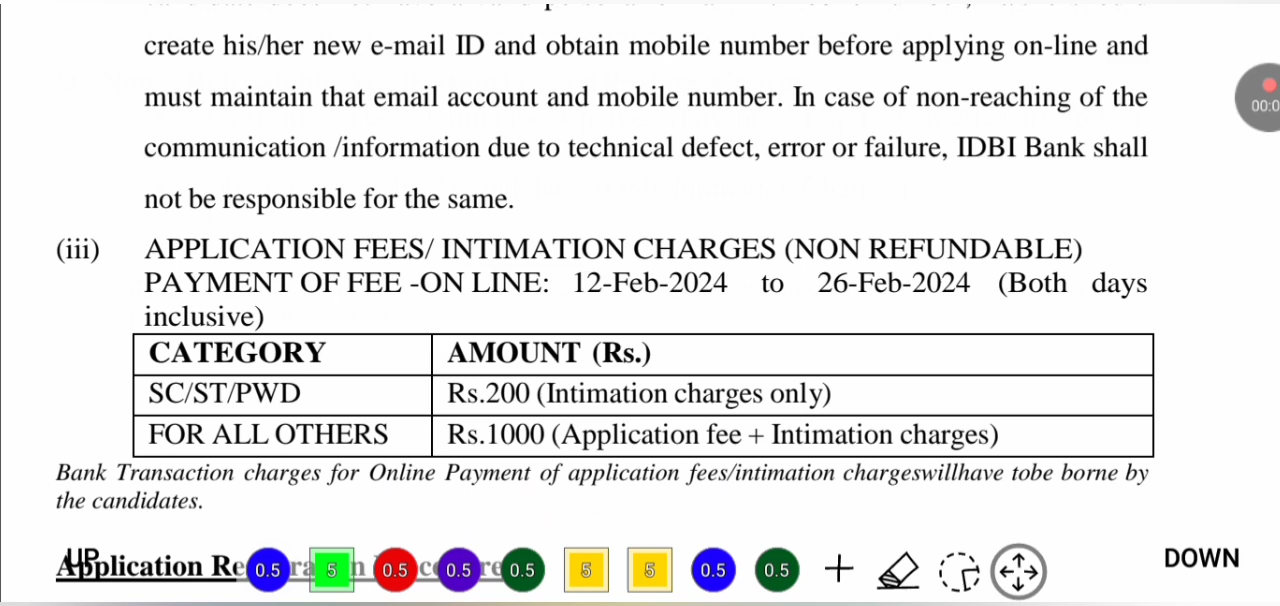 create his/her new e-mail ID and obtain mobile number before applying on-line and
must maintain that email account and mobile number. In case of non-reaching of the
communication /information due to technical defect, error or failure, IDBI Bank shall
not be responsible for the same.
(iii) APPLICATION FEES/ INTIMATION CHARGES (NON REFUNDABLE)
PAYMENT OF FEE -ON LINE: 12-Feb-2024 to 26-Feb-2024 (Both days
inclusive)
CATEGORY AMOUNT (Rs.)
SC/ST/PWD Rs.200 (Intimation charges only)
FOR ALL OTHERS Rs.1000 (Application fee + Intimation charges)
Bank Transaction charges for Online Payment of application fees/intimation chargeswillhave tobe borne by
the candidates.
Application
UP 0.5 5 0.5 0.5 0.5 5 5 0.5 0.5 DOWN
00:0